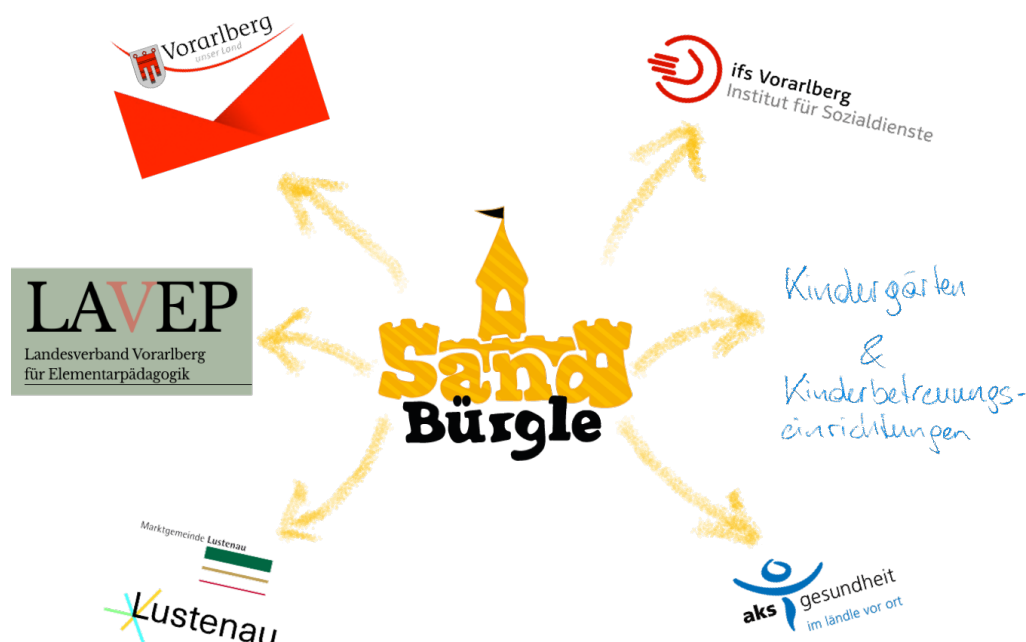 Vorarlberg
unser Land
ifs Vorarlberg
Institut für Sozialdienste
LAVEP
Landesverband Vorarlberg
für Elementarpädagogik
Sand
Bürgle
Kindergärten
&
Kinderbetreuungs-
einrichtungen
Marktgemeinde Lustenau
Lustenau
aks gesundheit
im ländle vor ort